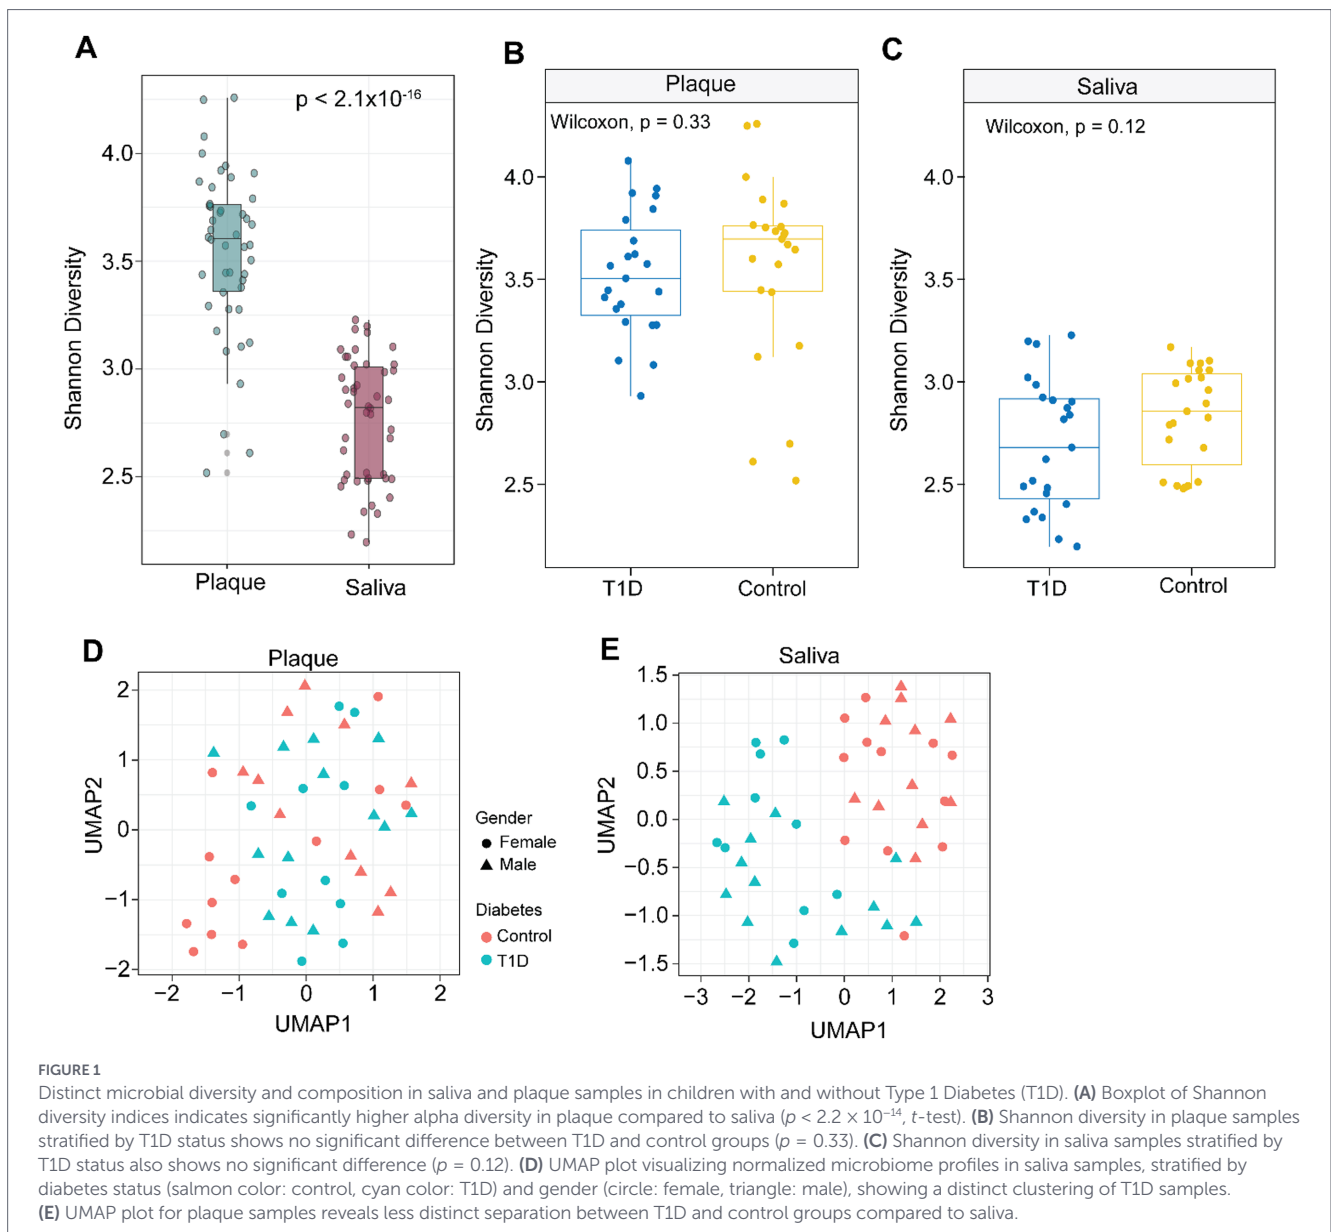 A
p < 2.1x10-16
Shannon Diversity
4.0
3.5
3.0
2.5
Plaque
Saliva
B
Plaque
Wilcoxon, p = 0.33
Shannon Diversity
4.0
3.5
3.0
2.5
T1D
Control
C
Saliva
Wilcoxon, p = 0.12
Shannon Diversity
4.0
3.5
3.0
2.5
T1D
Control
D
Plaque
UMAP2
2
1
0
−1
−2
−2
−1
0
1
2
UMAP1
Gender
Female
Male
Diabetes
Control
T1D
E
Saliva
UMAP2
1.5
1.0
0.5
0.0
−0.5
−1.0
−1.5
−3
−2
−1
0
1
2
3
UMAP1
FIGURE 1
Distinct microbial diversity and composition in saliva and plaque samples in children with and without Type 1 Diabetes (T1D). (A) Boxplot of Shannon
diversity indices indicates significantly higher alpha diversity in plaque compared to saliva (p < 2.2 × 10−14, t-test). (B) Shannon diversity in plaque samples
stratified by T1D status shows no significant difference between T1D and control groups (p = 0.33). (C) Shannon diversity in saliva samples stratified by
T1D status also shows no significant difference (p = 0.12). (D) UMAP plot visualizing normalized microbiome profiles in saliva samples, stratified by
diabetes status (salmon color: control, cyan color: T1D) and gender (circle: female, triangle: male), showing a distinct clustering of T1D samples.
(E) UMAP plot for plaque samples reveals less distinct separation between T1D and control groups compared to saliva.